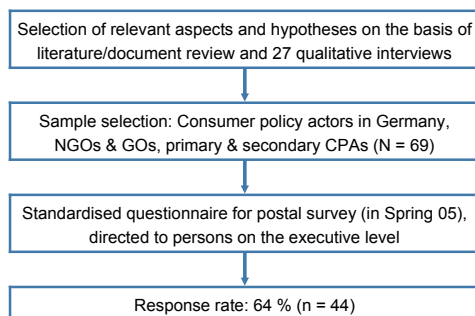 Selection of relevant aspects and hypotheses on the basis of
literature/document review and 27 qualitative interviews
Sample selection: Consumer policy actors in Germany,
NGOs & GOs, primary & secondary CPAs (N = 69)
Standardised questionnaire for postal survey (in Spring 05),
directed to persons on the executive level
Response rate: 64 % (n = 44)